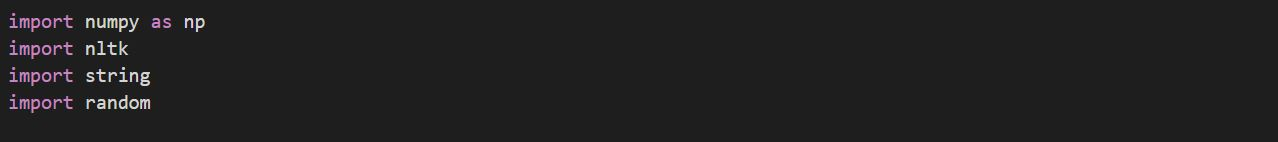 import numpy as np
import nltk
import string
import random